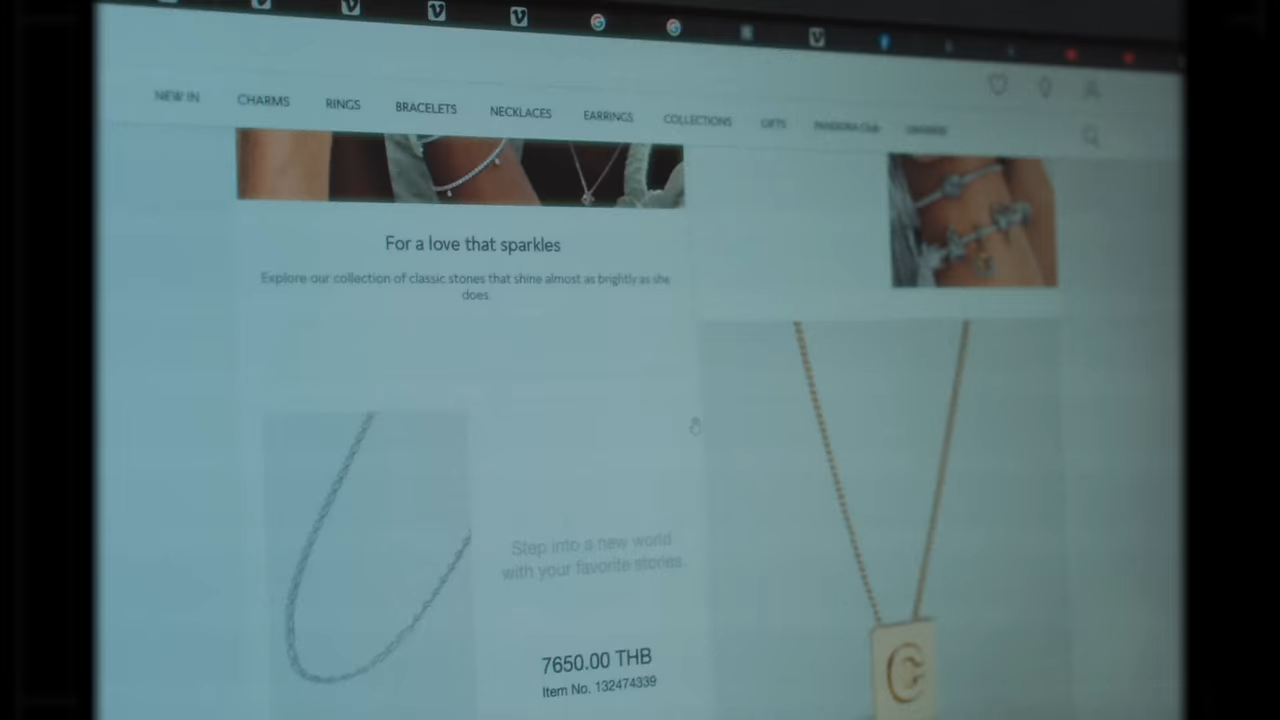 NEW IN
CHARMS
RINGS
BRACELETS
NECKLACES
EARRINGS
COLLECTIONS
GIFTS
PANDORA Club
For a love that sparkles
Explore our collection of classic stones that shine almost as brightly as she
does.
Step into a new world
with your favorite stories.
7650.00 THB
Item No. 132474339
G